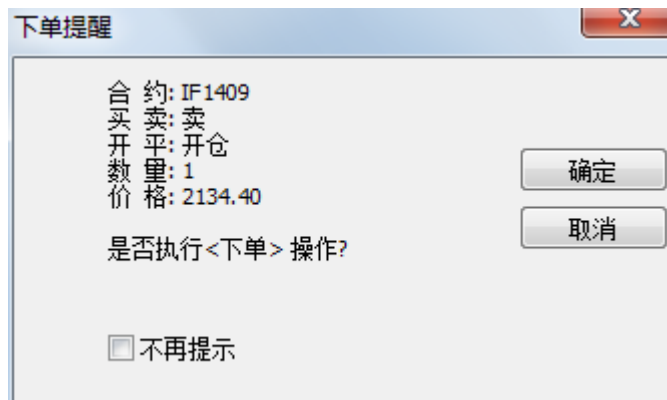 下单提醒
合 约: IF1409
买 卖: 卖
开 平: 开仓
数 量: 1
价 格: 2134.40
确定
取消
是否执行<下单> 操作?
不再提示